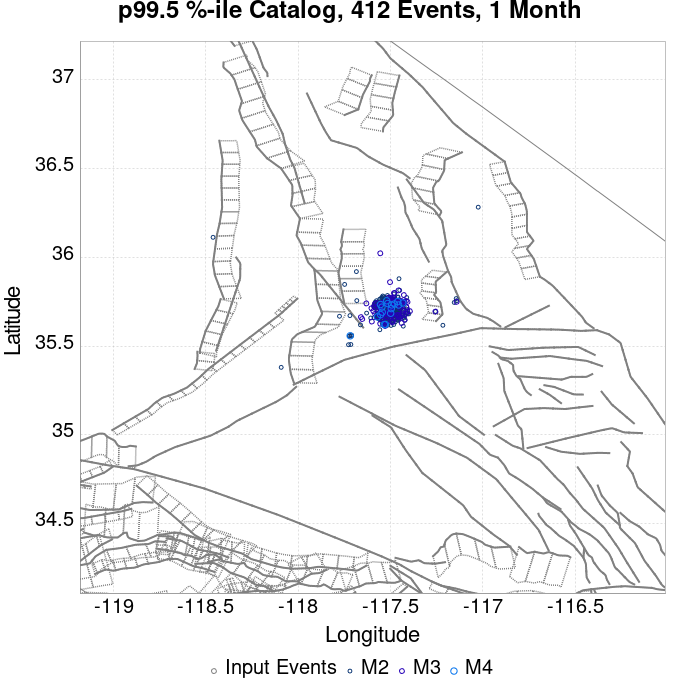 p99.5 %-ile Catalog, 412 Events, 1 Month
37
36.5
36
35.5
35
34.5
Latitude
-119 -118.5 -118 -117.5 -117 -116.5
Longitude
Input Events M2 M3 M4